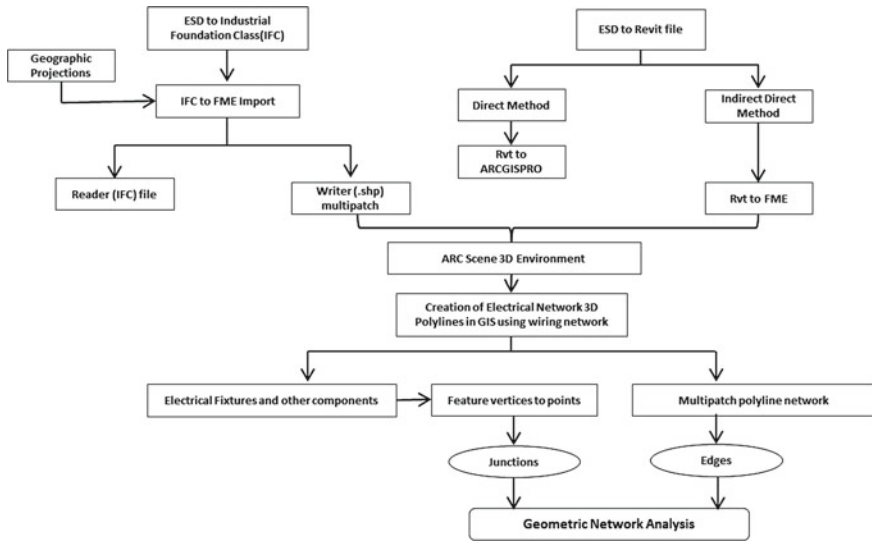 ESD to Industrial
Foundation Class(IFC)
ESD to Revit file
Geographic
Projections
IFC to FME Import
Direct Method
Indirect Direct
Method
Rvt to
ARCGISPRO
Reader (IFC) file
Writer (.shp)
multipatch
Rvt to FME
ARC Scene 3D Environment
Creation of Electrical Network 3D
Polylines in GIS using wiring network
Electrical Fixtures and other components
Feature vertices to points
Multipatch polyline network
Junctions
Edges
Geometric Network Analysis